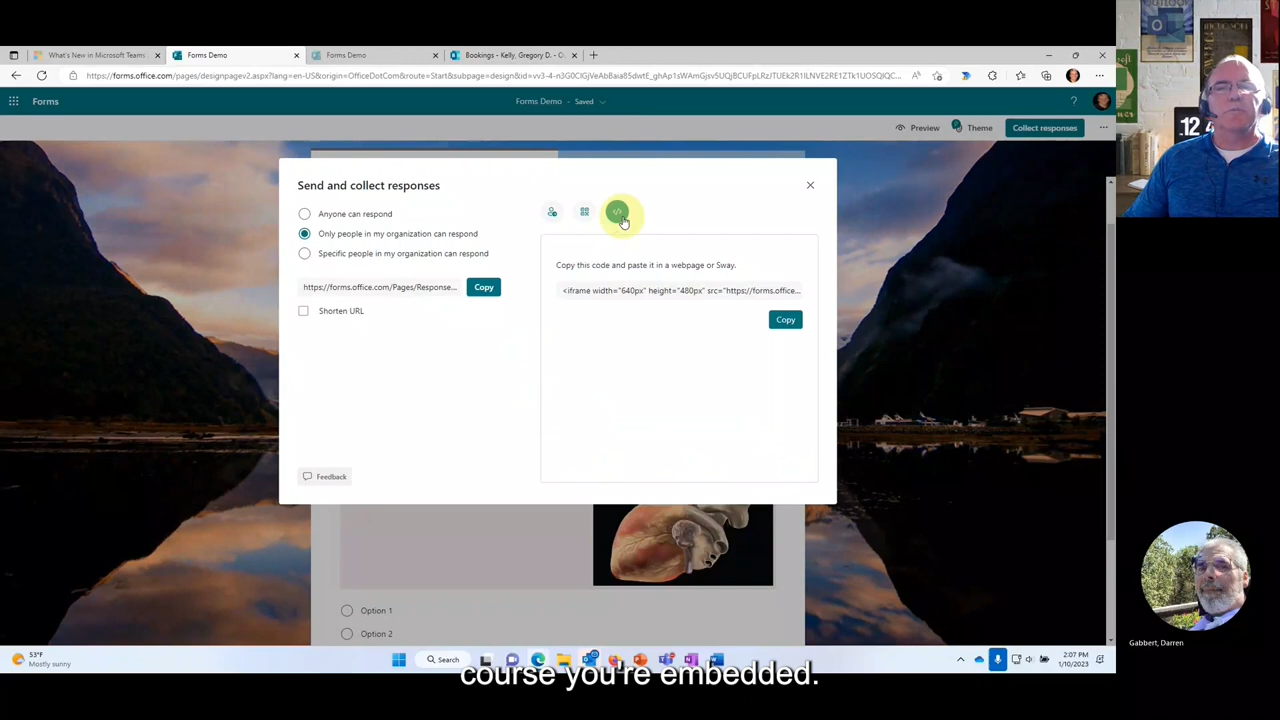 OUTLOOK
What's New in Microsoft Teams
Forms Demo
Forms Demo
Bookings - Kelly, Gregory D. - O
Forms
Forms Demo - Saved
?
Preview
Theme
Collect responses
12
Send and collect responses
Anyone can respond
Only people in my organization can respond
Specific people in my organization can respond
https://forms.office.com/Pages/Response...
Copy
Shorten URL
Copy this code and paste it in a webpage or Sway.
<iframe width="640px" height="480px" src="https://forms.office...
Copy
Feedback
Option 1
Option 2
Gabbert, Darren
53°F
Mostly sunny
Search
2:07 PM
1/10/2023
course you're embedded.